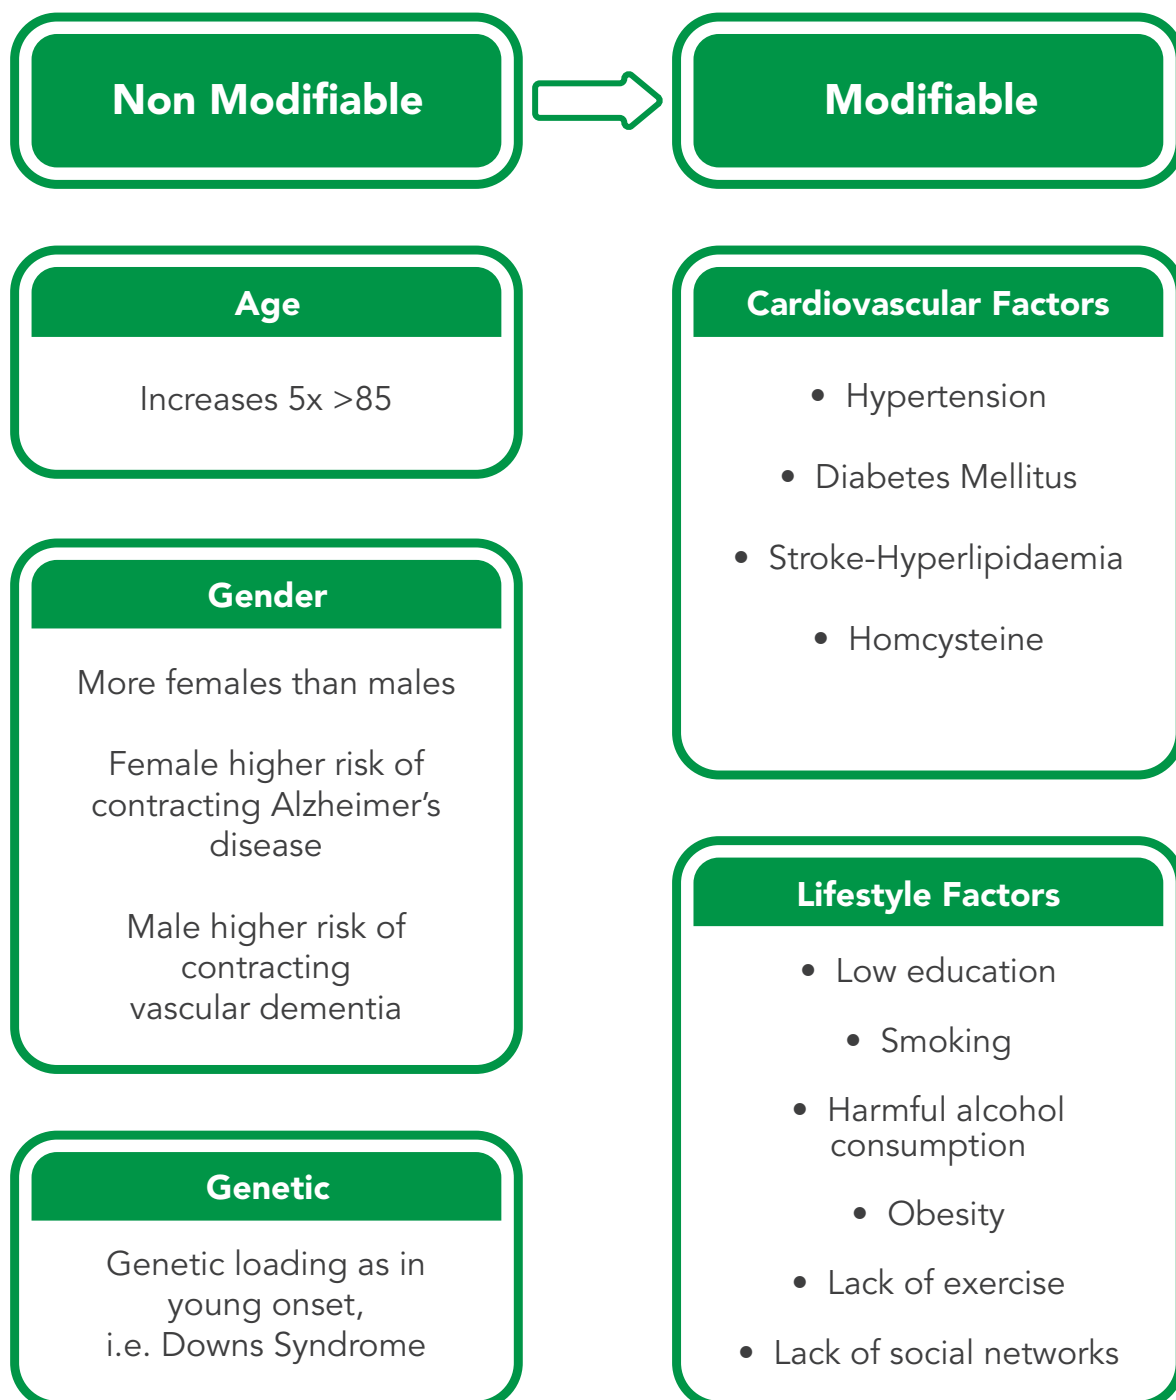 Non Modifiable
Modifiable
Age
Increases 5x >85
Gender
More females than males
Female higher risk of
contracting Alzheimer’s
disease
Male higher risk of
contracting
vascular dementia
Genetic
Genetic loading as in
young onset,
i.e. Downs Syndrome
Cardiovascular Factors
• Hypertension
• Diabetes Mellitus
• Stroke-Hyperlipidaemia
• Homcysteine
Lifestyle Factors
• Low education
• Smoking
• Harmful alcohol
consumption
• Obesity
• Lack of exercise
• Lack of social networks